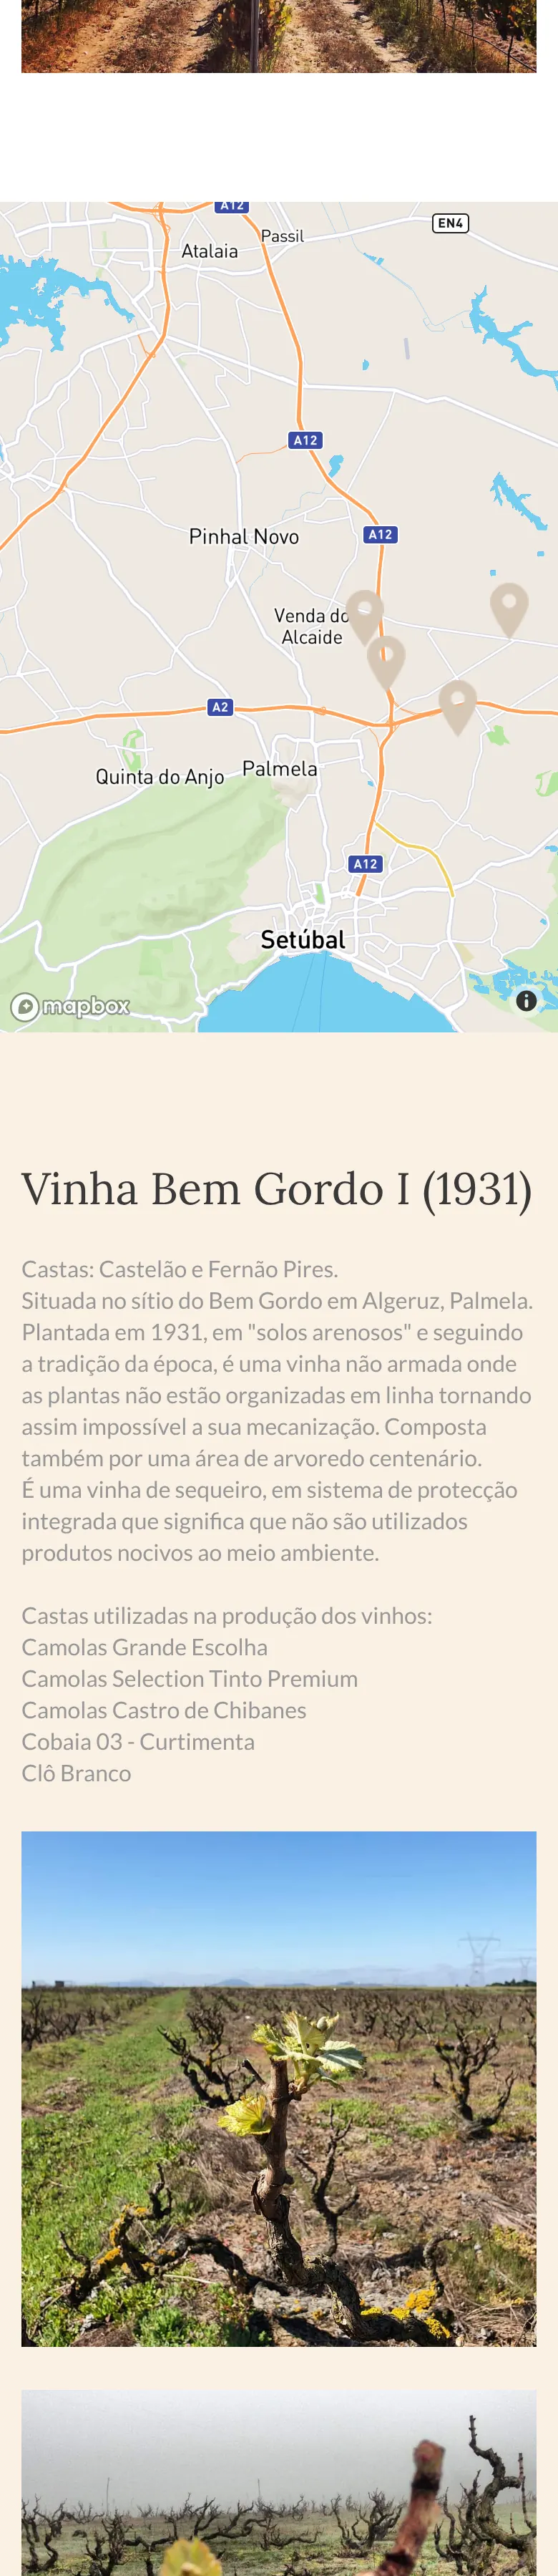 A12
EN4
Passil
Atalaia
A12
A12
Pinhal Novo
Venda do
Alcaide
A2
Palmela
Quinta do Anjo
A12
Setúbal
mapbox
Vinha Bem Gordo I (1931)
Castas: Castelão e Fernão Pires.
Situada no sítio do Bem Gordo em Algeruz, Palmela.
Plantada em 1931, em "solos arenosos" e seguindo
a tradição da época, é uma vinha não armada onde
as plantas não estão organizadas em linha tornando
assim impossível a sua mecanização. Composta
também por uma área de arvoredo centenário.
É uma vinha de sequeiro, em sistema de protecção
integrada que significa que não são utilizados
produtos nocivos ao meio ambiente.
Castas utilizadas na produção dos vinhos:
Camolas Grande Escolha
Camolas Selection Tinto Premium
Camolas Castro de Chibanes
Cobaia 03 - Curtimenta
Clô Branco